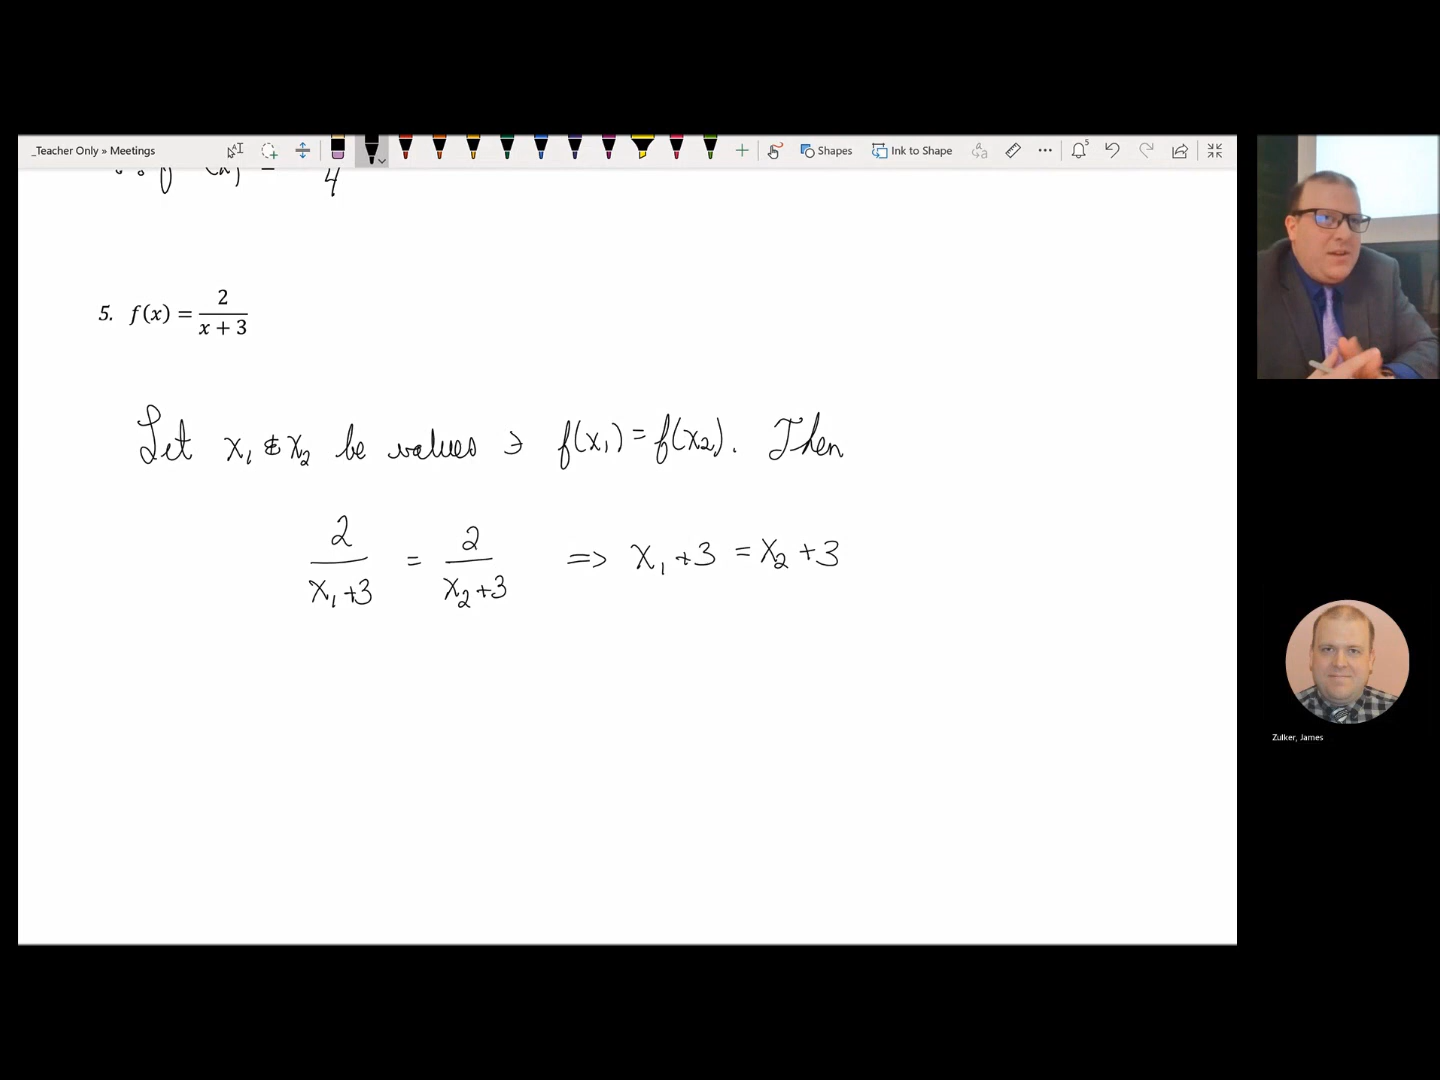 _Teacher Only » Meetings
Shapes
Ink to Shape
4
5. f(x) = 2/(x + 3)
Let x₁ & x₂ be values ∋ f(x₁) = f(x₂). Then
2/(x₁+3) = 2/(x₂+3) ⇒ x₁+3 = x₂+3
Zulker, James